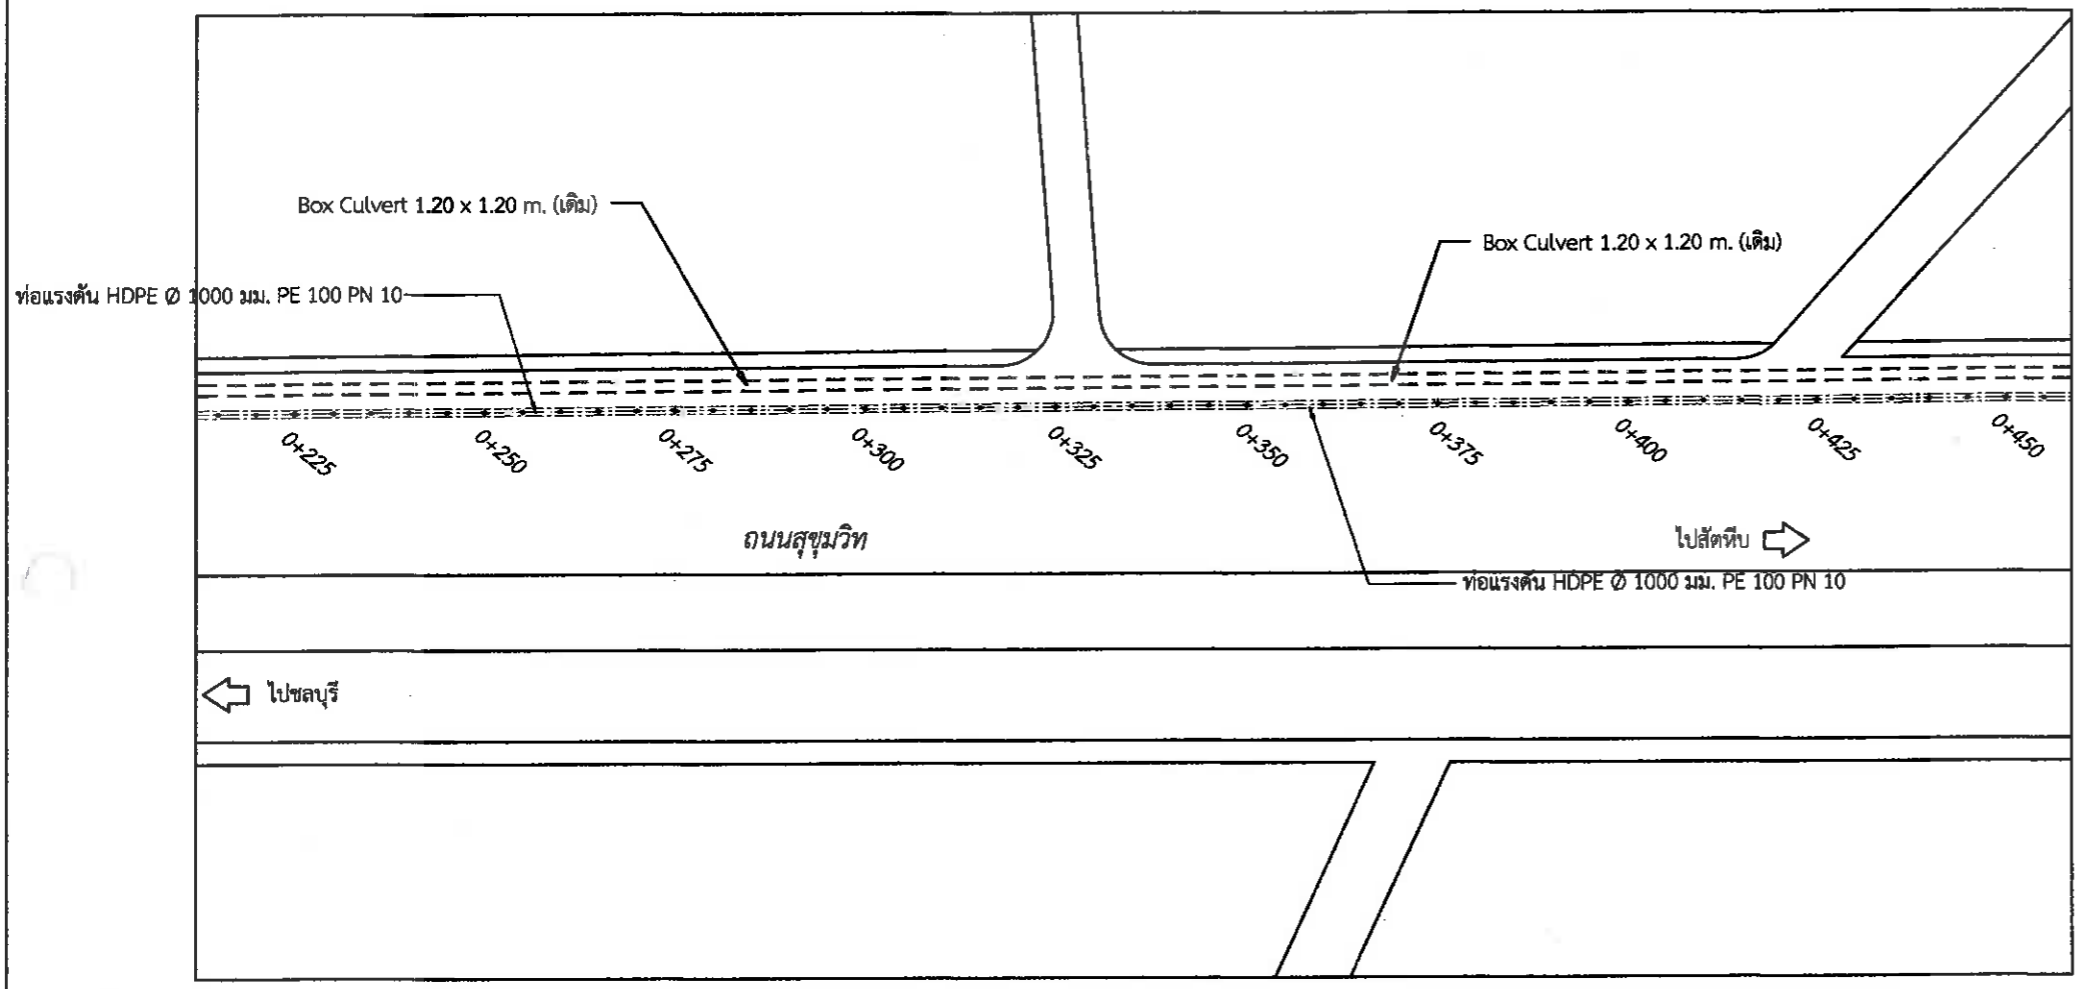 Box Culvert 1.20 x 1.20 m. (เดิม)
Box Culvert 1.20 x 1.20 m. (เดิม)
ท่อแรงดัน HDPE Ø 1000 มม. PE 100 PN 10
0+225
0+250
0+275
0+300
0+325
0+350
0+375
0+400
0+425
0+450
ถนนสุขุมวิท
ไปสัตหีบ
ท่อแรงดัน HDPE Ø 1000 มม. PE 100 PN 10
ไปชลบุรี